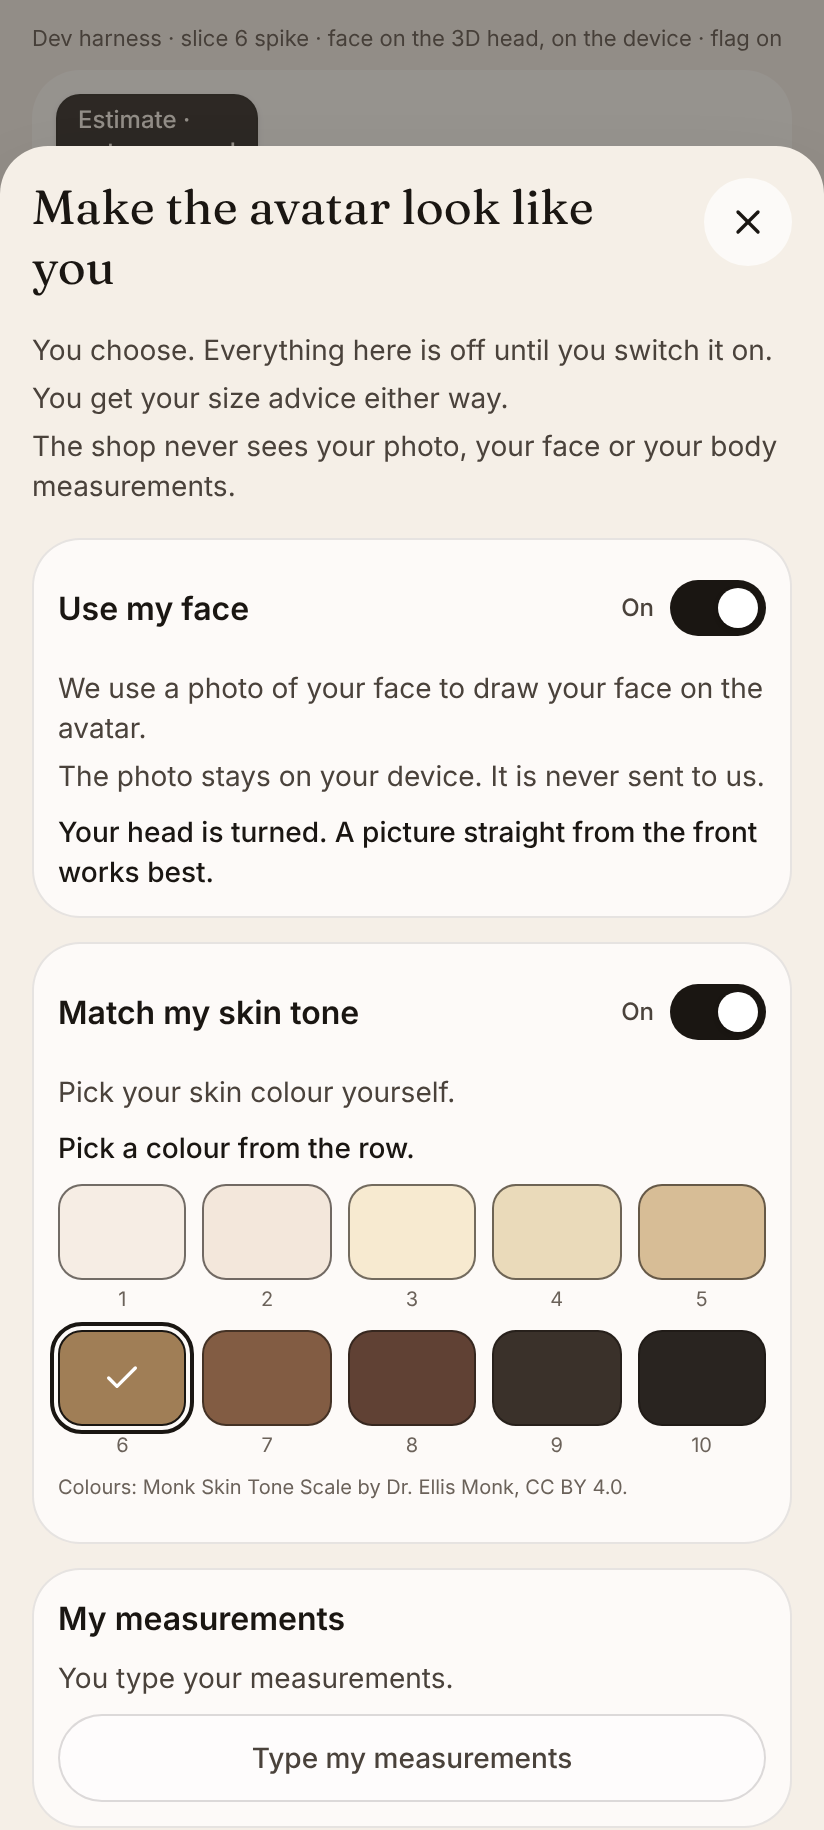 Dev harness · slice 6 spike · face on the 3D head, on the device · flag on
Estimate ·
Make the avatar look like
you
You choose. Everything here is off until you switch it on.
You get your size advice either way.
The shop never sees your photo, your face or your body
measurements.
Use my face
On
We use a photo of your face to draw your face on the
avatar.
The photo stays on your device. It is never sent to us.
Your head is turned. A picture straight from the front
works best.
Match my skin tone
On
Pick your skin colour yourself.
Pick a colour from the row.
1 2 3 4 5
6 7 8 9 10
Colours: Monk Skin Tone Scale by Dr. Ellis Monk, CC BY 4.0.
My measurements
You type your measurements.
Type my measurements